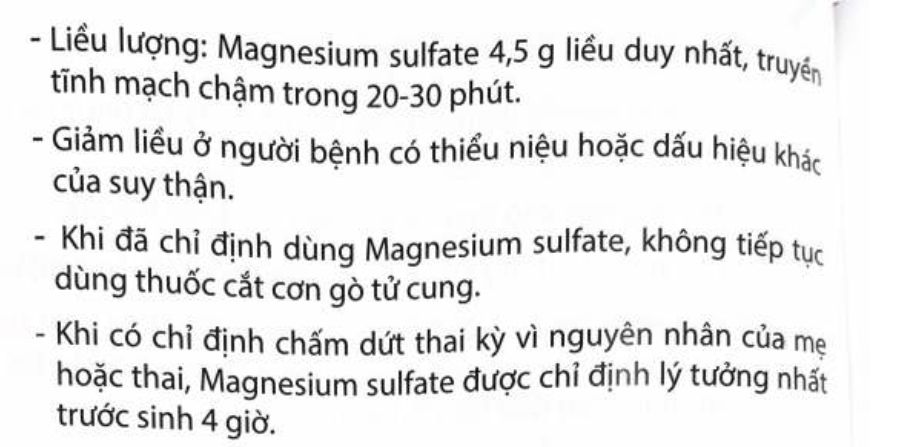 - Liều lượng: Magnesium sulfate 4,5 g liều duy nhất, truyền
tĩnh mạch chậm trong 20-30 phút.
- Giảm liều ở người bệnh có thiểu niệu hoặc dấu hiệu khác
của suy thận.
- Khi đã chỉ định dùng Magnesium sulfate, không tiếp tục
dùng thuốc cắt cơn gò tử cung.
- Khi có chỉ định chấm dứt thai kỳ vì nguyên nhân của mẹ
hoặc thai, Magnesium sulfate được chỉ định lý tưởng nhất
trước sinh 4 giờ.